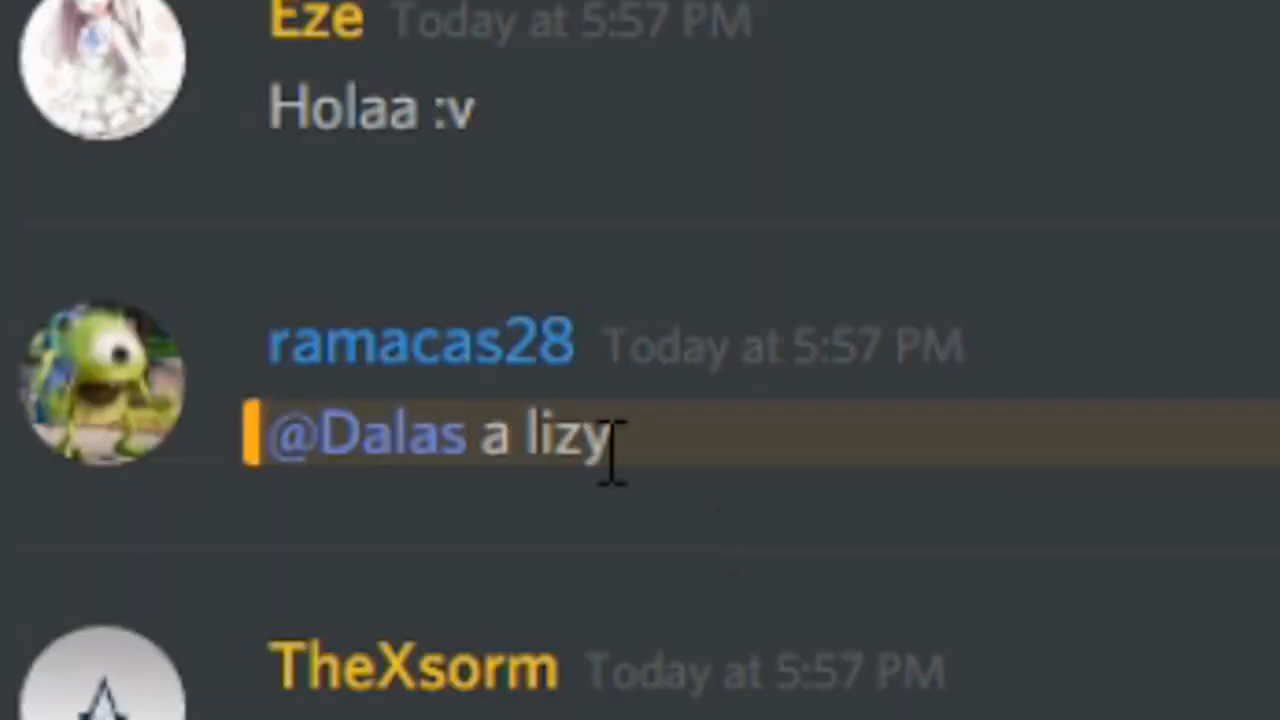 Eze Today at 5:57 PM
Holaa :v
ramacas28 Today at 5:57 PM
@Dalas a lizy
TheXsorm Today at 5:57 PM